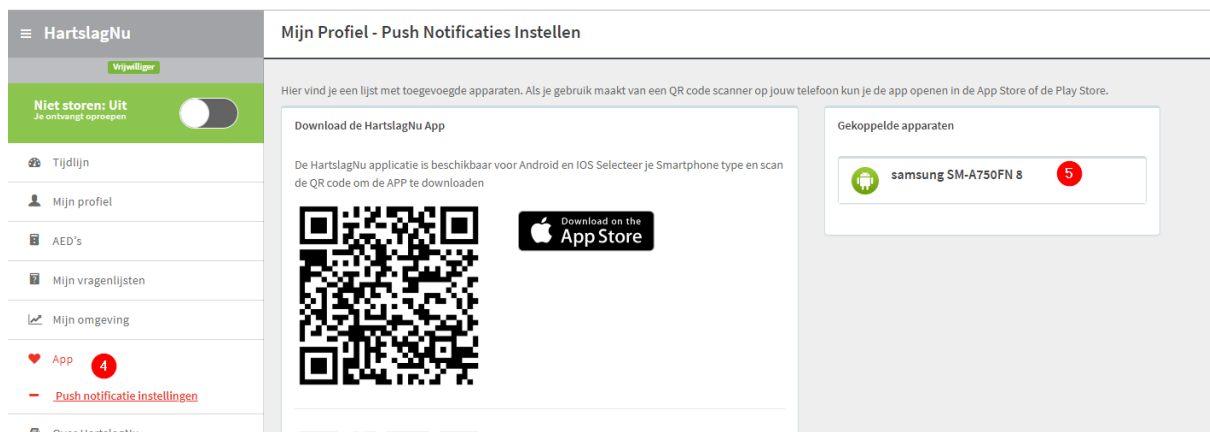 HartslagNu
Vrijwilliger
Niet storen: Uit
Je ontvangt oproepen
Tijdlijn
Mijn profiel
AED's
Mijn vragenlijsten
Mijn omgeving
App
4
Push notificatie instellingen
Over HartslagNu
Mijn Profiel - Push Notificaties Instellen
Hier vind je een lijst met toegevoegde apparaten. Als je gebruik maakt van een QR code scanner op jouw telefoon kun je de app openen in de App Store of de Play Store.
Download de HartslagNu App
De HartslagNu applicatie is beschikbaar voor Android en IOS Selecteer je Smartphone type en scan
de QR code om de APP te downloaden
Download on the
App Store
Gekoppelde apparaten
samsung SM-A750FN 8
5